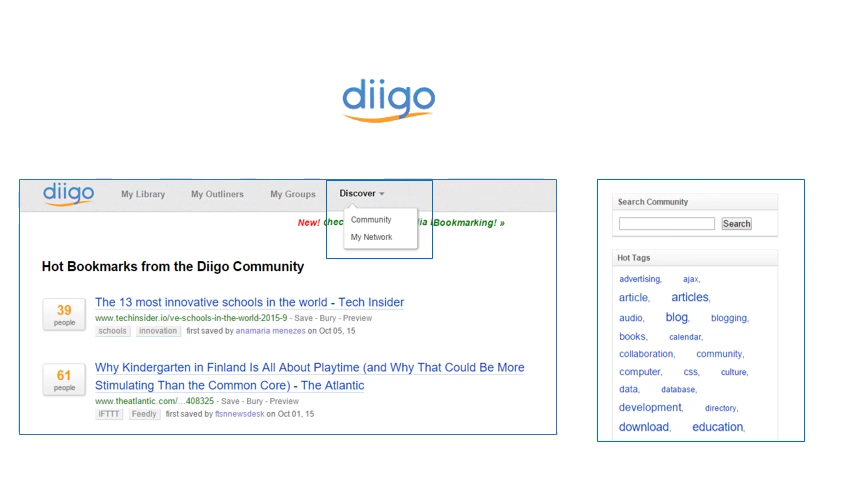 diigo
diigo My Library My Outliners My Groups Discover
New! chec ia Bookmarking! »
Community
My Network
Hot Bookmarks from the Diigo Community
39 people
The 13 most innovative schools in the world - Tech Insider
www.techinsider.io/ve-schools-in-the-world-2015-9 - Save - Bury - Preview
schools innovation first saved by anamaria menezes on Oct 05, 15
61 people
Why Kindergarten in Finland Is All About Playtime (and Why That Could Be More
Stimulating Than the Common Core) - The Atlantic
www.theatlantic.com/...408325 - Save - Bury - Preview
IFTTT Feedly first saved by ftsnnewsdesk on Oct 01, 15
Search Community
Search
Hot Tags
advertising, ajax,
article, articles,
audio, blog, blogging,
books, calendar,
collaboration, community,
computer, css, culture,
data, database,
development, directory,
download, education,